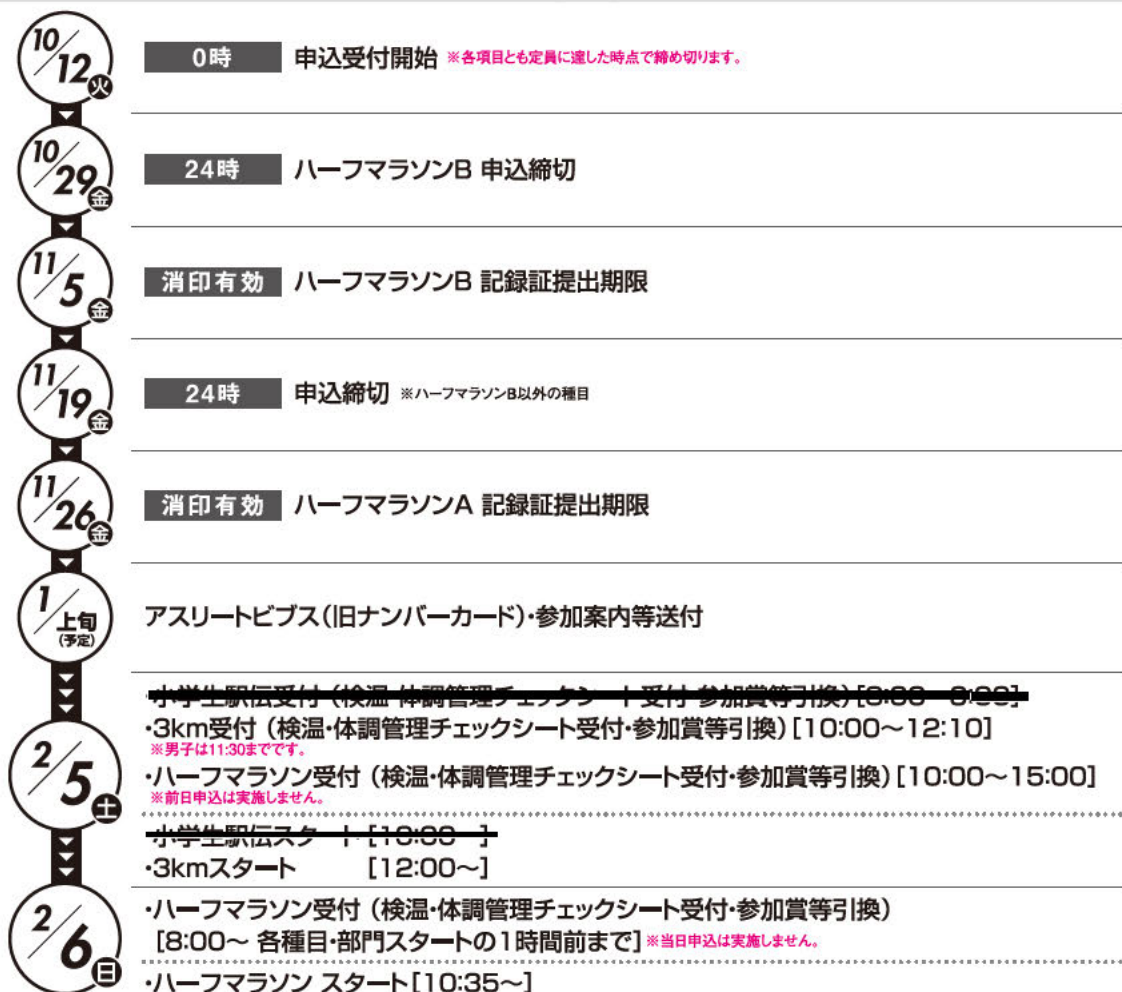 10/12 火
0時 申込受付開始 ※各項目とも定員に達した時点で締め切ります。
10/29 金
24時 ハーフマラソンB 申込締切
11/5 金
消印有効 ハーフマラソンB 記録証提出期限
11/19 金
24時 申込締切 ※ハーフマラソンB以外の種目
11/26 金
消印有効 ハーフマラソンA 記録証提出期限
1/上旬(予定)
アスリートビブス(旧ナンバーカード)・参加案内等送付
2/5 土
・小学生駅伝受付(検温・体調管理チェックシート受付・参加賞等引換)
・3km受付(検温・体調管理チェックシート受付・参加賞等引換)[10:00～12:10]
※男子は11:30までです。
・ハーフマラソン受付(検温・体調管理チェックシート受付・参加賞等引換)[10:00～15:00]
※前日申込は実施しません。
・小学生駅伝スタート
・3kmスタート [12:00～]
2/6 日
・ハーフマラソン受付(検温・体調管理チェックシート受付・参加賞等引換)
[8:00～ 各種目・部門スタートの1時間前まで]※当日申込は実施しません。
・ハーフマラソン スタート[10:35～]